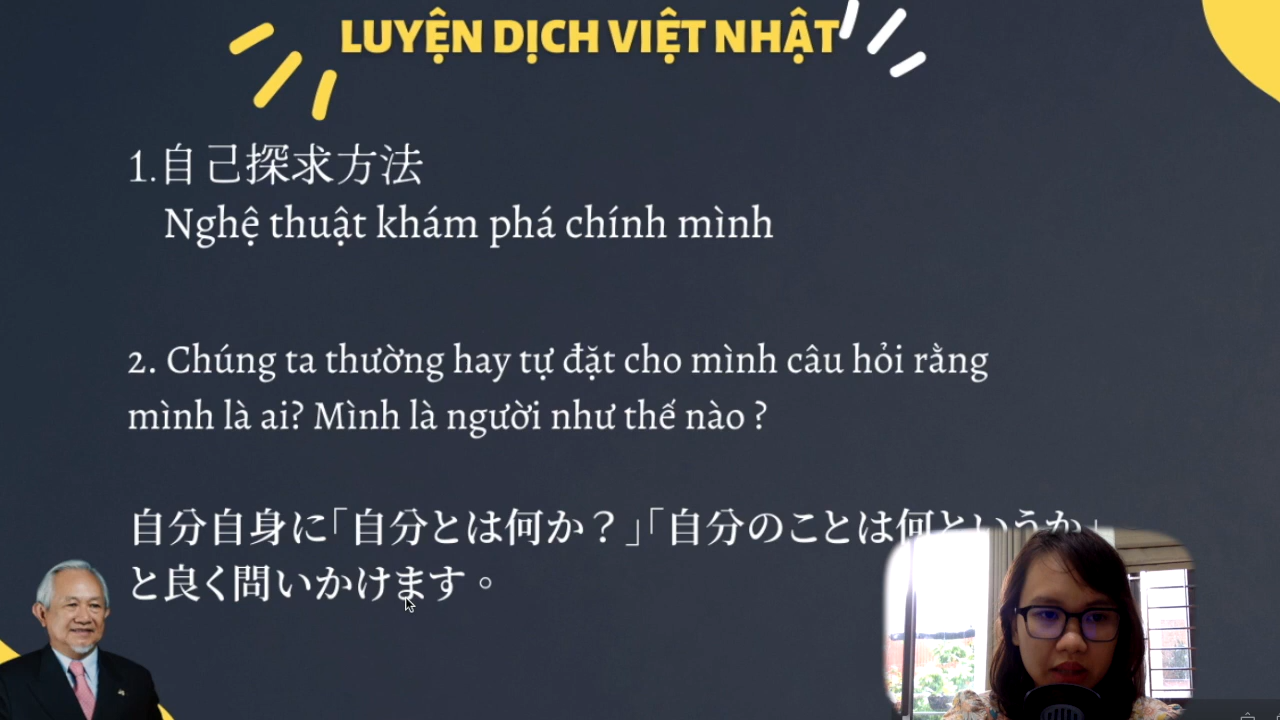 LUYỆN DỊCH VIỆT NHẬT
1.自己探求方法
Nghệ thuật khám phá chính mình
2. Chúng ta thường hay tự đặt cho mình câu hỏi rằng
mình là ai? Mình là người như thế nào ?
自分自身に「自分とは何か？」「自分のことは何というか」
と良く問いかけます。